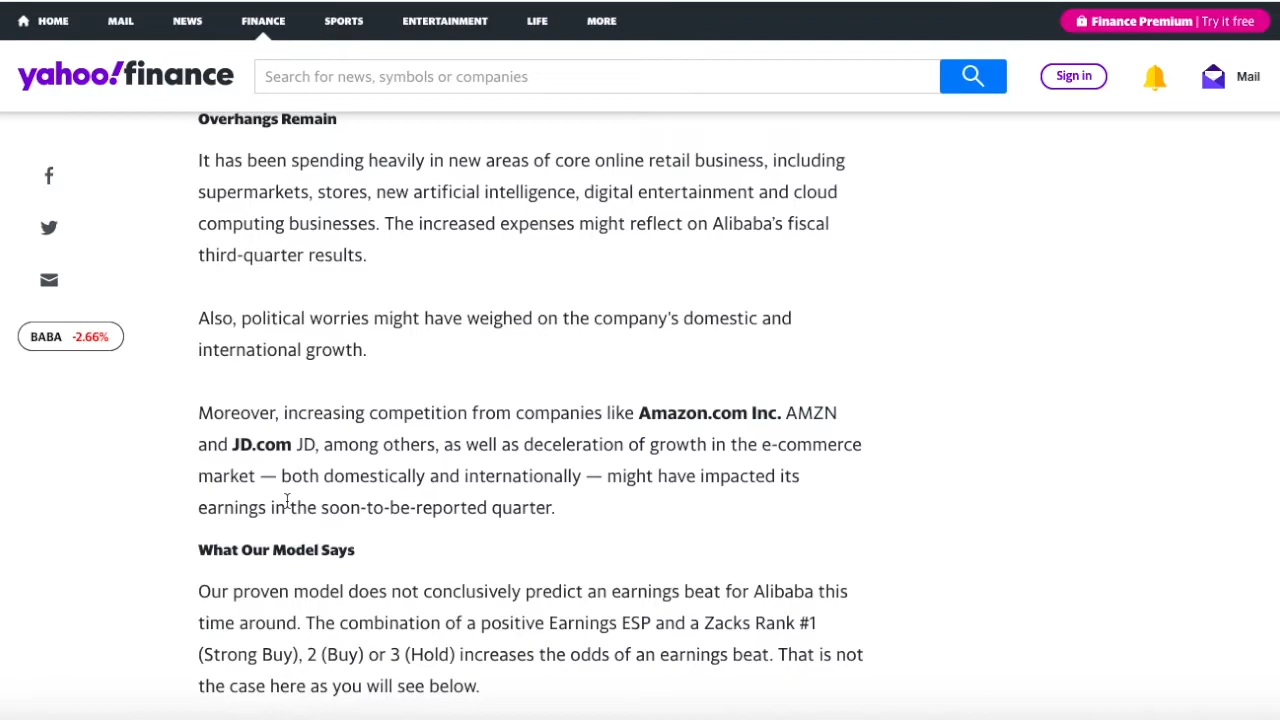 HOME MAIL NEWS FINANCE SPORTS ENTERTAINMENT LIFE MORE Finance Premium | Try it free
yahoo!finance Search for news, symbols or companies Sign in Mail
Overhangs Remain
It has been spending heavily in new areas of core online retail business, including
supermarkets, stores, new artificial intelligence, digital entertainment and cloud
computing businesses. The increased expenses might reflect on Alibaba's fiscal
third-quarter results.
Also, political worries might have weighed on the company's domestic and
BABA -2.66%
international growth.
Moreover, increasing competition from companies like Amazon.com Inc. AMZN
and JD.com JD, among others, as well as deceleration of growth in the e-commerce
market — both domestically and internationally — might have impacted its
earnings in the soon-to-be-reported quarter.
What Our Model Says
Our proven model does not conclusively predict an earnings beat for Alibaba this
time around. The combination of a positive Earnings ESP and a Zacks Rank #1
(Strong Buy), 2 (Buy) or 3 (Hold) increases the odds of an earnings beat. That is not
the case here as you will see below.